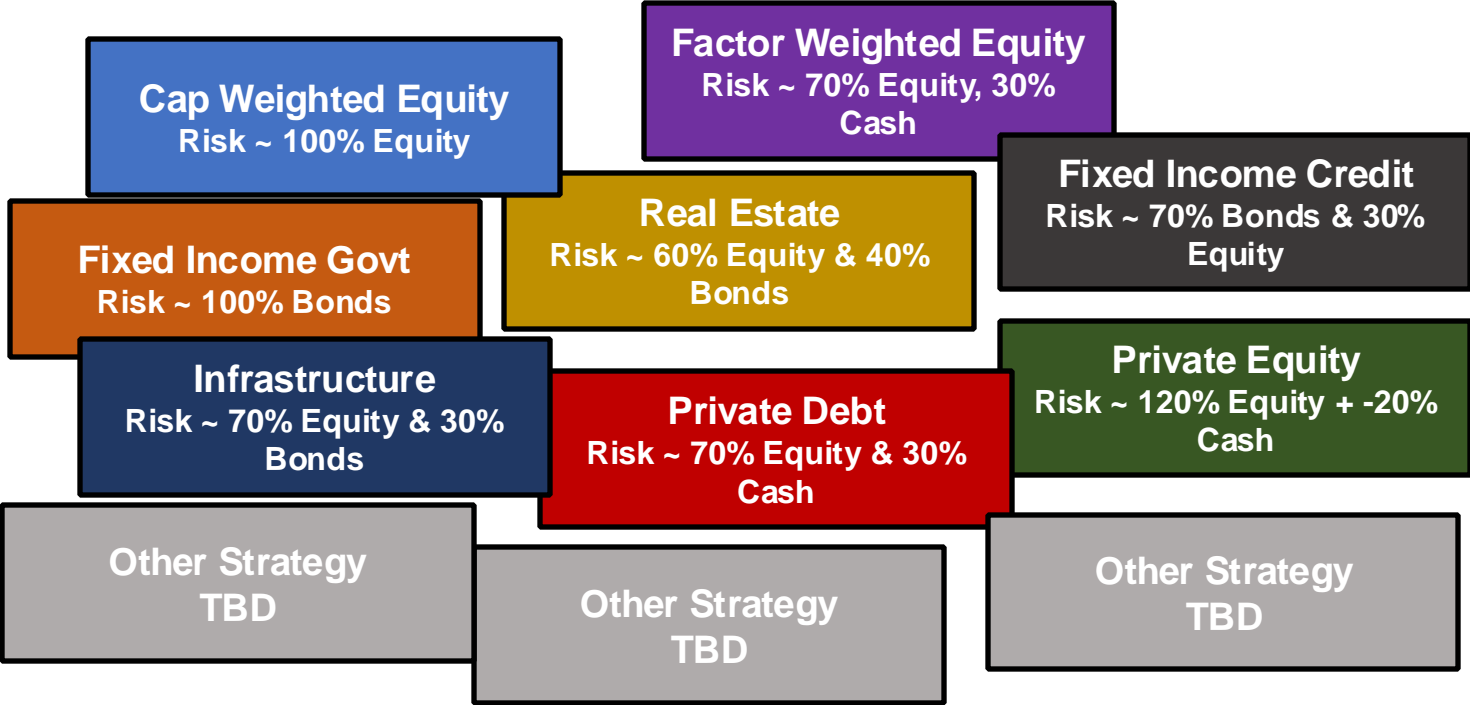 Factor Weighted Equity
Risk ~ 70% Equity, 30%
Cash
Cap Weighted Equity
Risk ~ 100% Equity
Fixed Income Credit
Risk ~ 70% Bonds & 30%
Equity
Real Estate
Risk ~ 60% Equity & 40%
Bonds
Fixed Income Govt
Risk ~ 100% Bonds
Private Equity
Risk ~ 120% Equity + -20%
Cash
Infrastructure
Risk ~ 70% Equity & 30%
Bonds
Private Debt
Risk ~ 70% Equity & 30%
Cash
Other Strategy
TBD
Other Strategy
TBD
Other Strategy
TBD